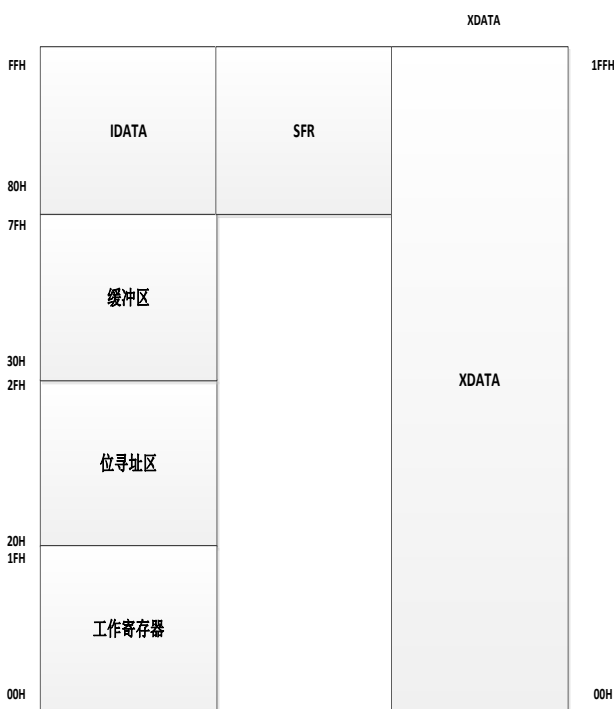 XDATA
FFH
1FFH
IDATA
SFR
80H
7FH
缓冲区
30H
2FH
XDATA
位寻址区
20H
1FH
工作寄存器
00H
00H